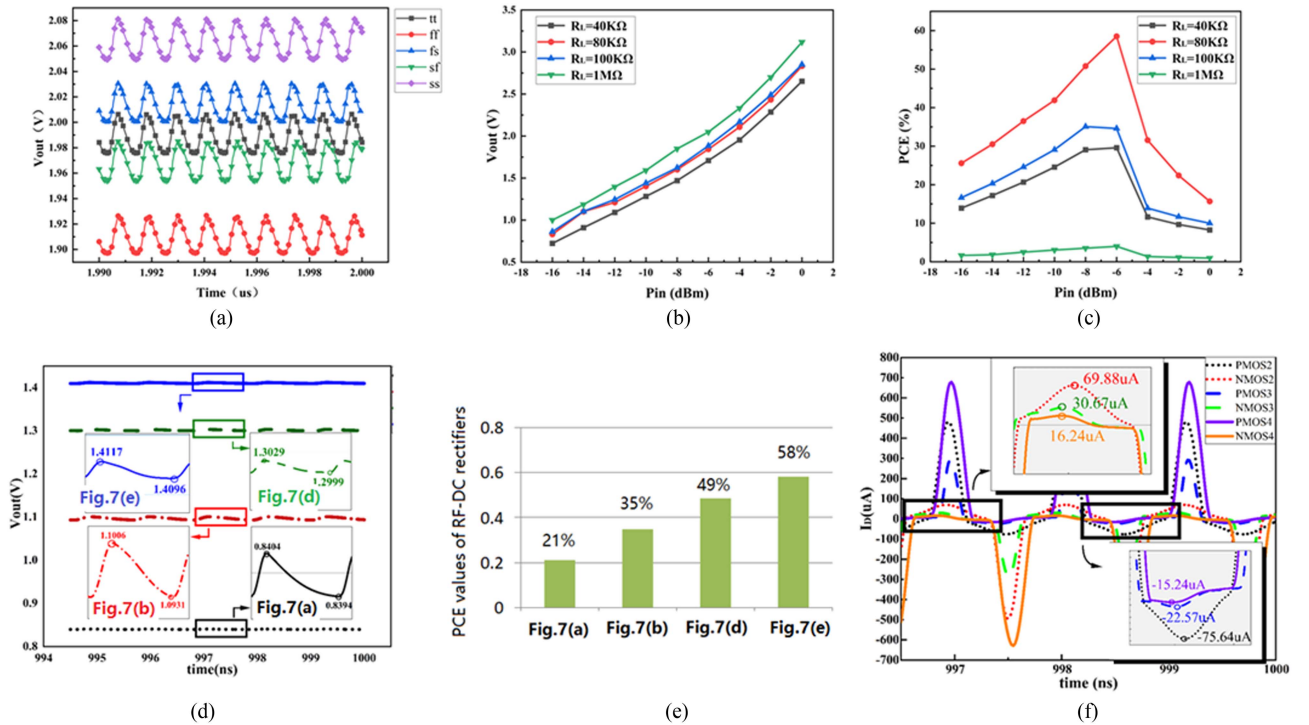 2.08
2.06
2.04
2.02
2.00
1.98
1.96
1.94
1.92
1.90
Vout (V)
1.990 1.992 1.994 1.996 1.998 2.000
Time (us)
tt
ff
fs
sf
ss
(a)
3.5
3.0
2.5
2.0
1.5
1.0
0.5
Vout (V)
-18 -16 -14 -12 -10 -8 -6 -4 -2 0 2
Pin (dBm)
RL=40KΩ
RL=80KΩ
RL=100KΩ
RL=1MΩ
(b)
60
50
40
30
20
10
0
PCE (%)
-18 -16 -14 -12 -10 -8 -6 -4 -2 0 2
Pin (dBm)
RL=40KΩ
RL=80KΩ
RL=100KΩ
RL=1MΩ
(c)
1.4
1.3
1.2
1.1
1.0
0.9
0.8
Vout(V)
994 995 996 997 998 999 1000
time(ns)
1.4117
1.4096
Fig.7(e)
1.3029
1.2999
Fig.7(d)
1.1006
1.0931
Fig.7(b)
0.8404
0.8394
Fig.7(a)
(d)
PCE values of RF-DC rectifiers
0.8
0.6
0.4
0.2
0
21%
35%
49%
58%
Fig.7(a) Fig.7(b) Fig.7(d) Fig.7(e)
(e)
800
700
600
500
400
300
200
100
0
-100
-200
-300
-400
-500
-600
-700
ID(uA)
997 998 999 1000
time (ns)
69.88uA
30.67uA
16.24uA
PMOS2
NMOS2
PMOS3
NMOS3
PMOS4
NMOS4
-15.24uA
-22.57uA
-75.64uA
(f)